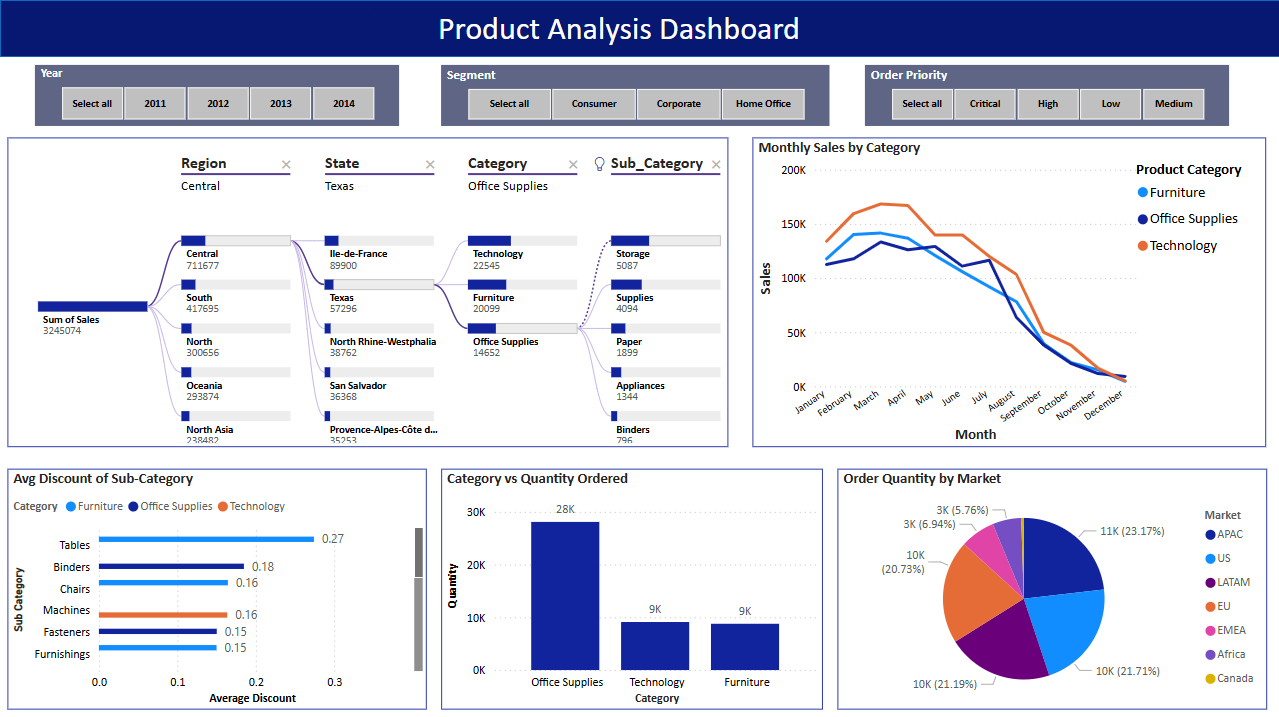 Product Analysis Dashboard
Year
Select all 2011 2012 2013 2014
Segment
Select all Consumer Corporate Home Office
Order Priority
Select all Critical High Low Medium
Region
Central
State
Texas
Category
Office Supplies
Sub_Category
Sum of Sales
3245074
Central
711677
South
417695
North
300656
Oceania
293874
North Asia
238482
Ile-de-France
89900
Texas
57296
North Rhine-Westphalia
38762
San Salvador
36368
Provence-Alpes-Côte d...
35253
Technology
22545
Furniture
20099
Office Supplies
14652
Storage
5087
Supplies
4094
Paper
1899
Appliances
1344
Binders
796
Monthly Sales by Category
200K
150K
100K
50K
0K
Sales
January February March April May June July August September October November December
Month
Product Category
Furniture
Office Supplies
Technology
Avg Discount of Sub-Category
Category Furniture Office Supplies Technology
Sub Category
Tables 0.27
Binders 0.18
Chairs 0.16
Machines 0.16
Fasteners 0.15
Furnishings 0.15
0.0 0.1 0.2 0.3
Average Discount
Category vs Quantity Ordered
30K
20K
10K
0K
Quantity
28K
9K
9K
Office Supplies Technology Furniture
Category
Order Quantity by Market
3K (5.76%)
3K (6.94%)
10K
(20.73%)
11K (23.17%)
10K (21.71%)
10K (21.19%)
Market
APAC
US
LATAM
EU
EMEA
Africa
Canada